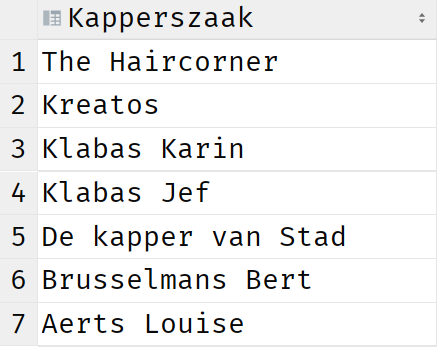 Kapperszaak
1 The Haircorner
2 Kreatos
3 Klabas Karin
4 Klabas Jef
5 De kapper van Stad
6 Brusselmans Bert
7 Aerts Louise